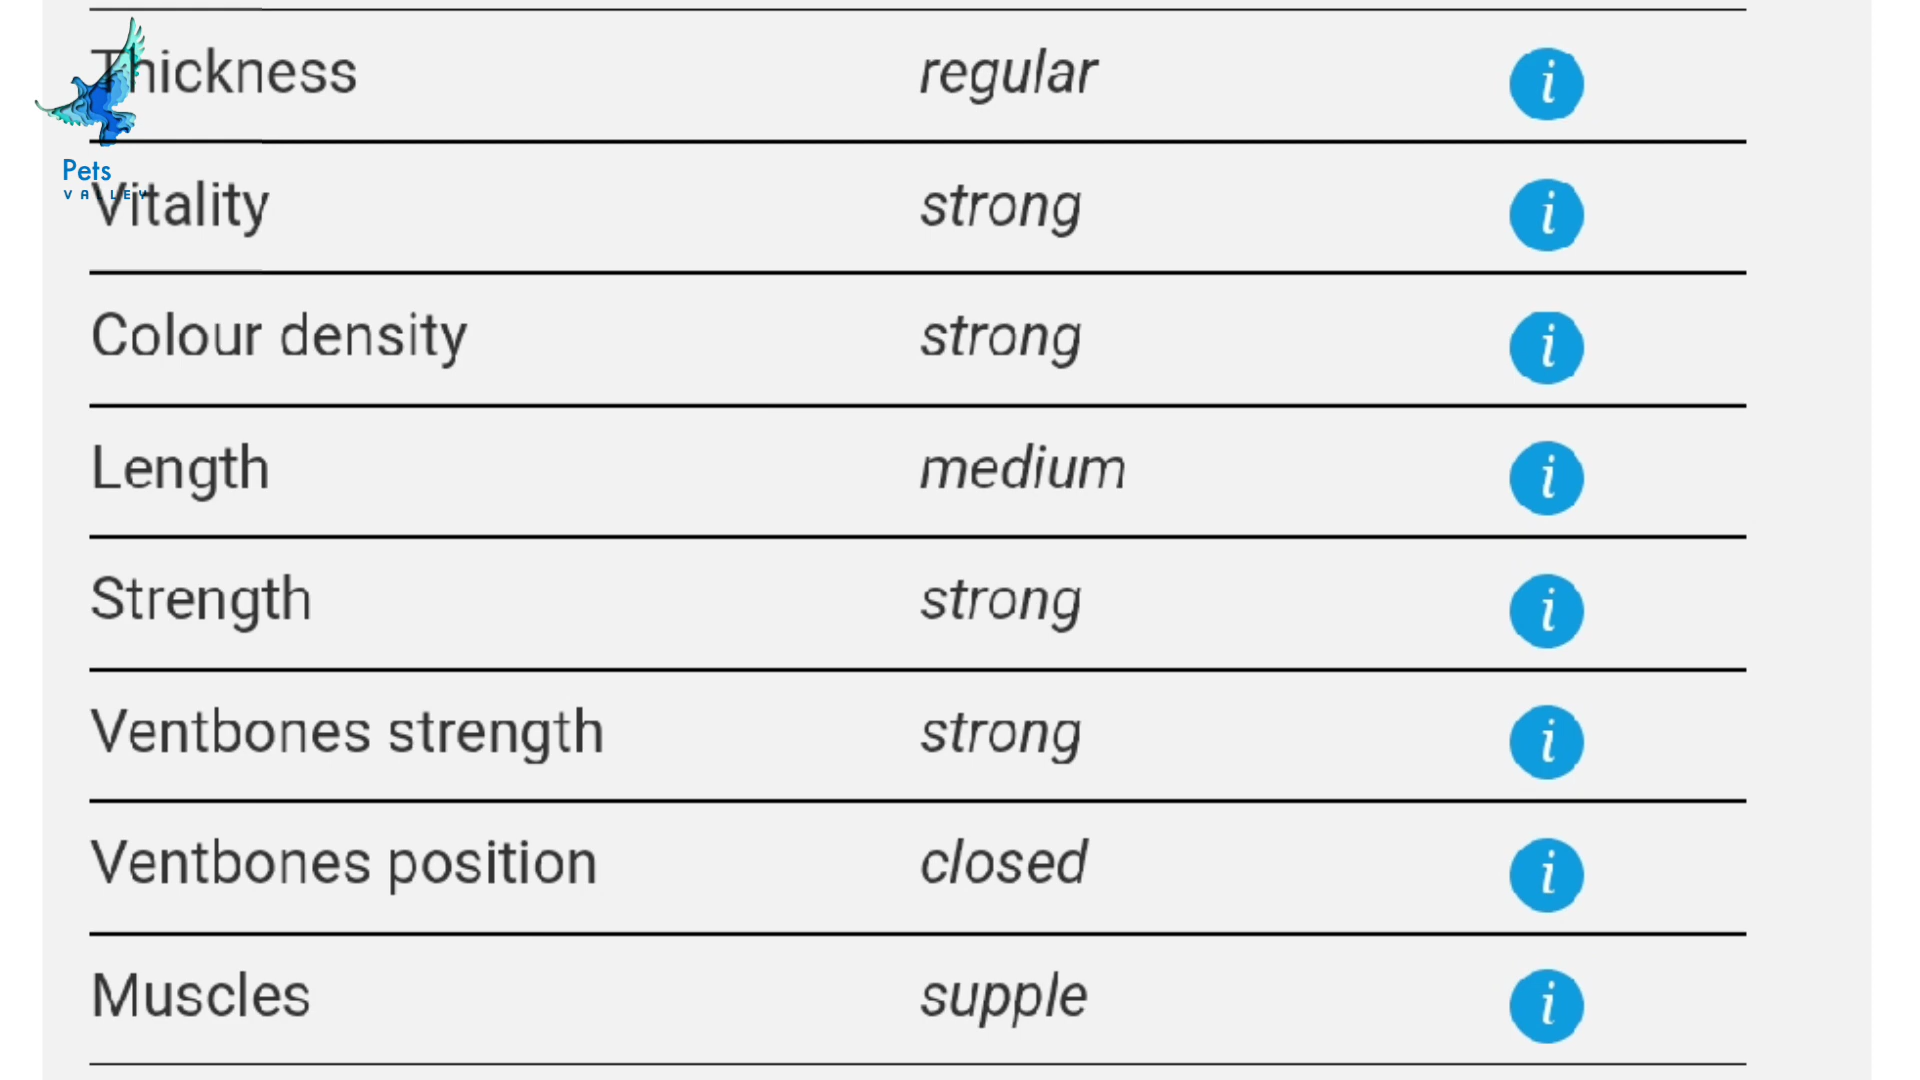 Thickness regular i
Pets
VALLEY
Vitality strong i
Colour density strong i
Length medium i
Strength strong i
Ventbones strength strong i
Ventbones position closed i
Muscles supple i